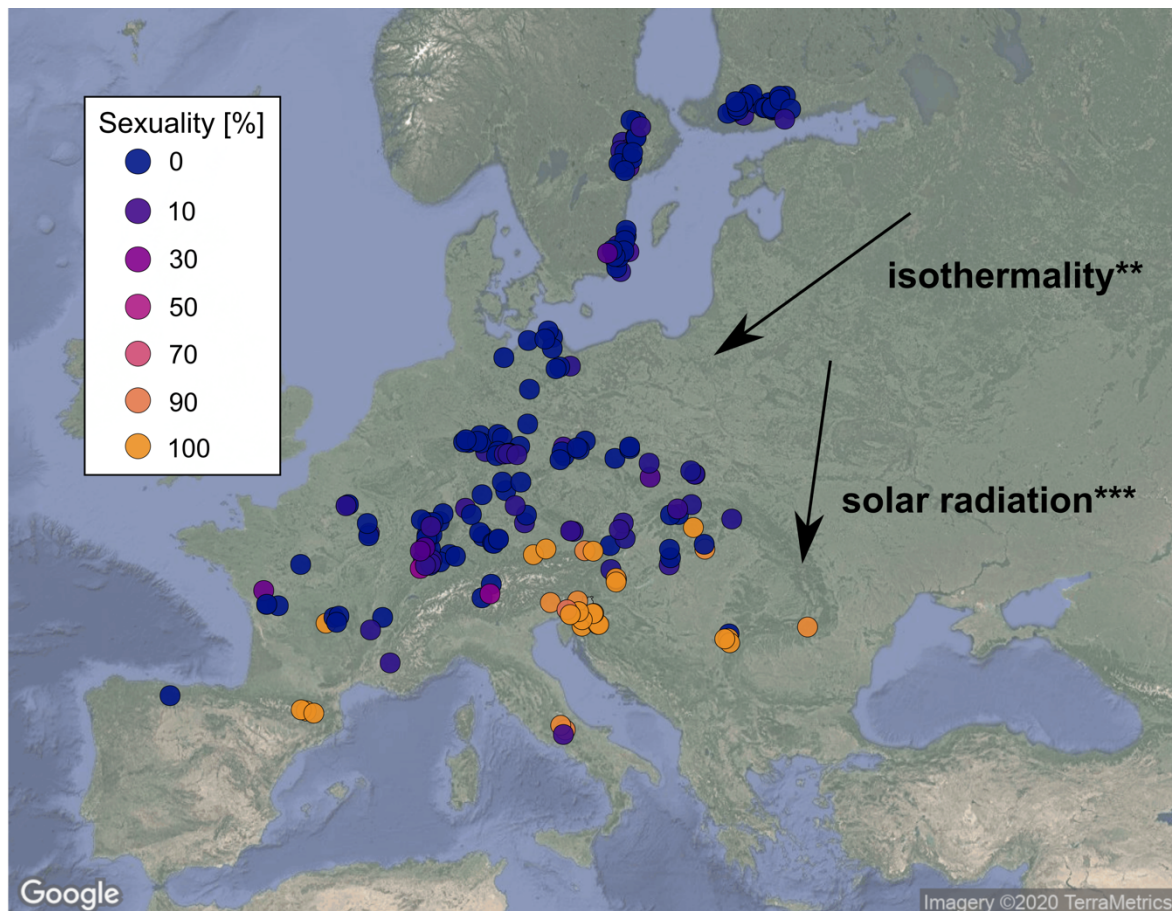 Sexuality [%]
0
10
30
50
70
90
100
isothermality**
solar radiation***
Google
Imagery ©2020 TerraMetrics